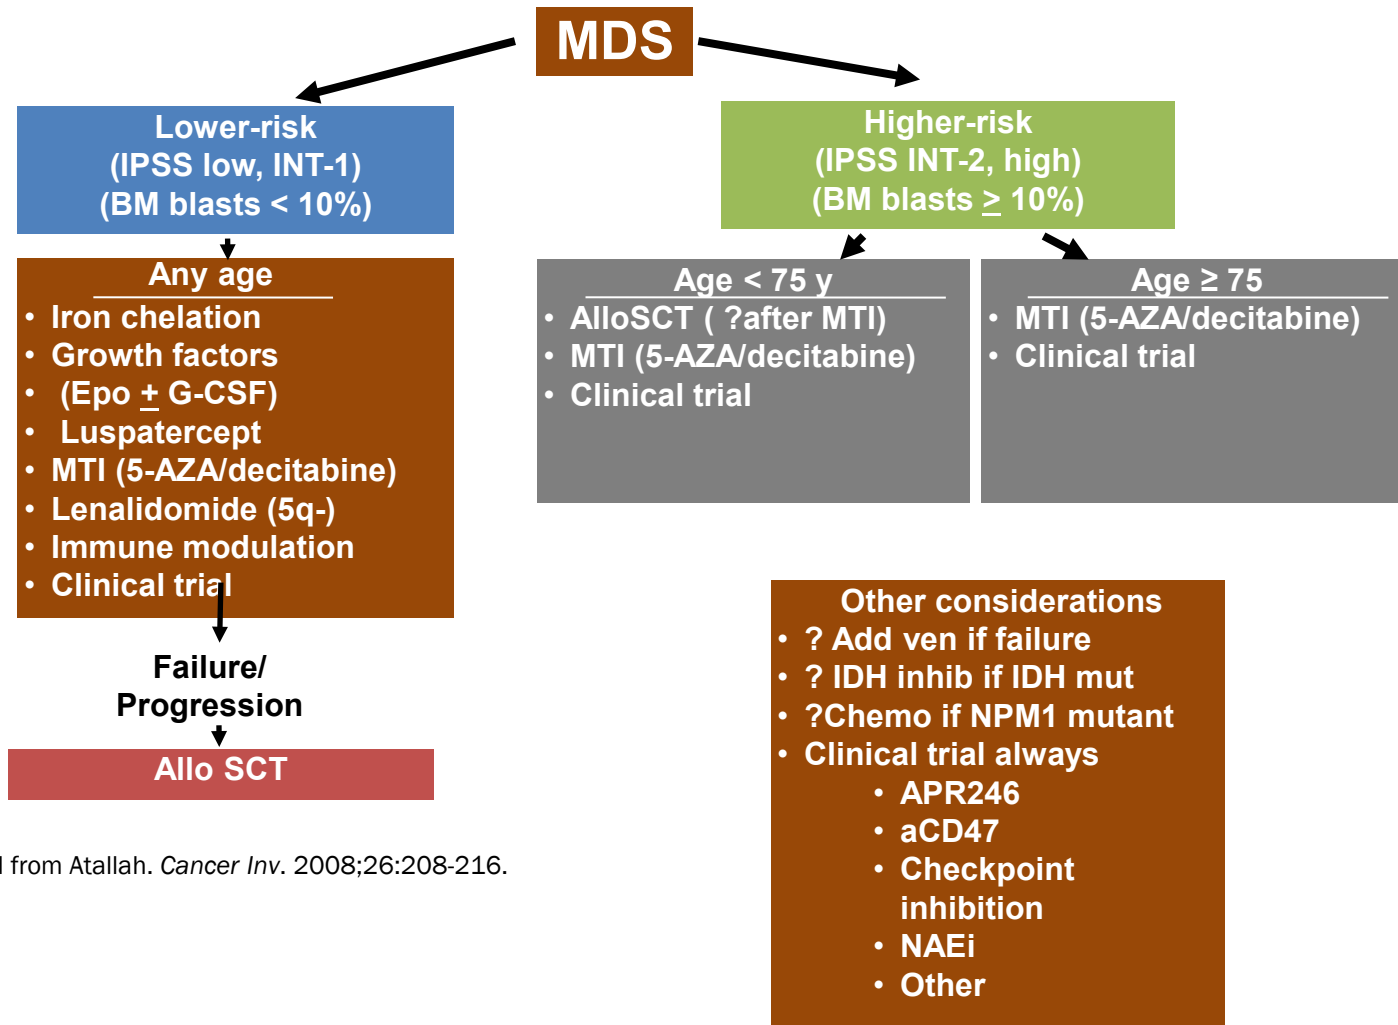 MDS
Lower-risk
(IPSS low, INT-1)
(BM blasts < 10%)
Higher-risk
(IPSS INT-2, high)
(BM blasts ≥ 10%)
Any age
• Iron chelation
• Growth factors
• (Epo ± G-CSF)
• Luspatercept
• MTI (5-AZA/decitabine)
• Lenalidomide (5q-)
• Immune modulation
• Clinical trial
Age < 75 y
• AlloSCT ( ?after MTI)
• MTI (5-AZA/decitabine)
• Clinical trial
Age ≥ 75
• MTI (5-AZA/decitabine)
• Clinical trial
Failure/
Progression
Allo SCT
Other considerations
• ? Add ven if failure
• ? IDH inhib if IDH mut
• ?Chemo if NPM1 mutant
• Clinical trial always
• APR246
• aCD47
• Checkpoint
inhibition
• NAEi
• Other
from Atallah. Cancer Inv. 2008;26:208-216.